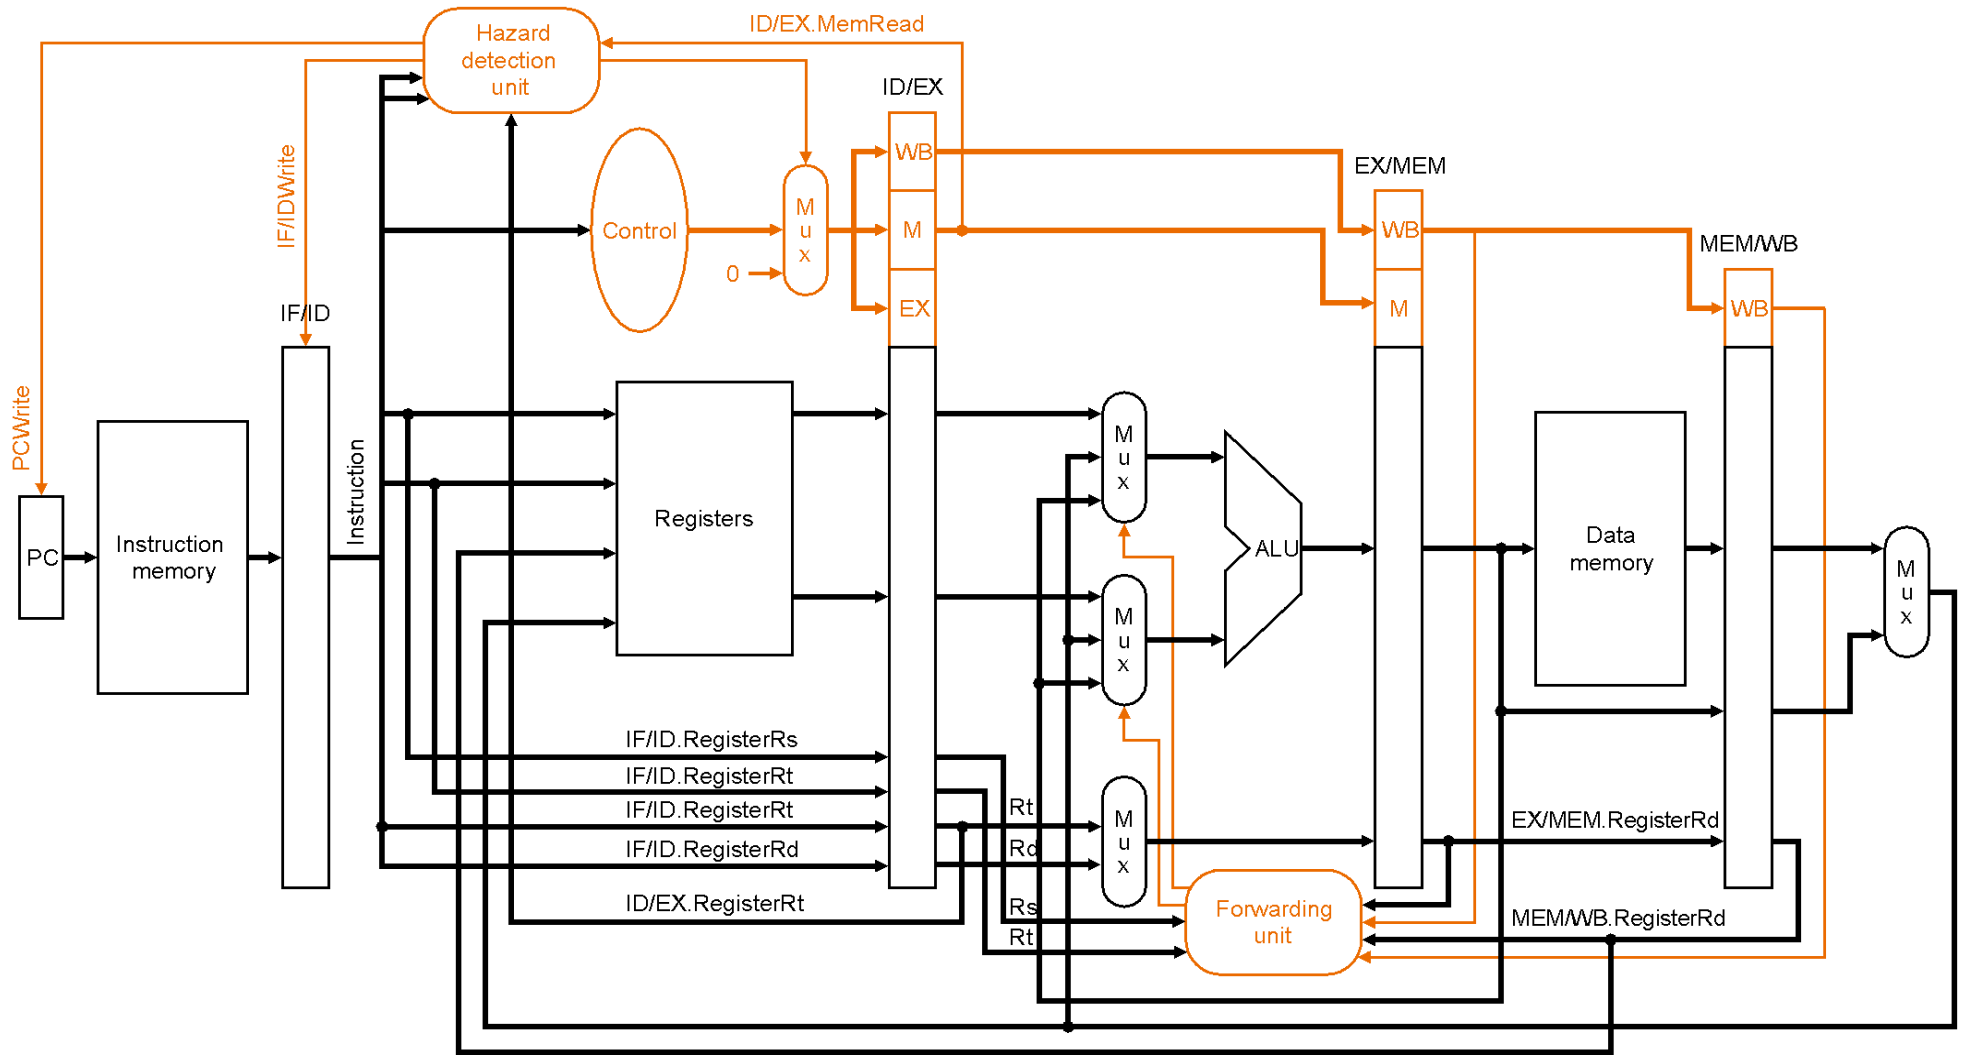 Hazard
detection
unit
ID/EX.MemRead
ID/EX
IF/IDWrite
PCWrite
Control
0
M
u
x
WB
M
EX
EX/MEM
WB
M
MEM/WB
WB
IF/ID
Instruction
PC
Instruction
memory
Registers
M
u
x
M
u
x
ALU
Data
memory
M
u
x
IF/ID.RegisterRs
IF/ID.RegisterRt
IF/ID.RegisterRt
IF/ID.RegisterRd
ID/EX.RegisterRt
Rt
Rd
Rs
Rt
M
u
x
Forwarding
unit
EX/MEM.RegisterRd
MEM/WB.RegisterRd